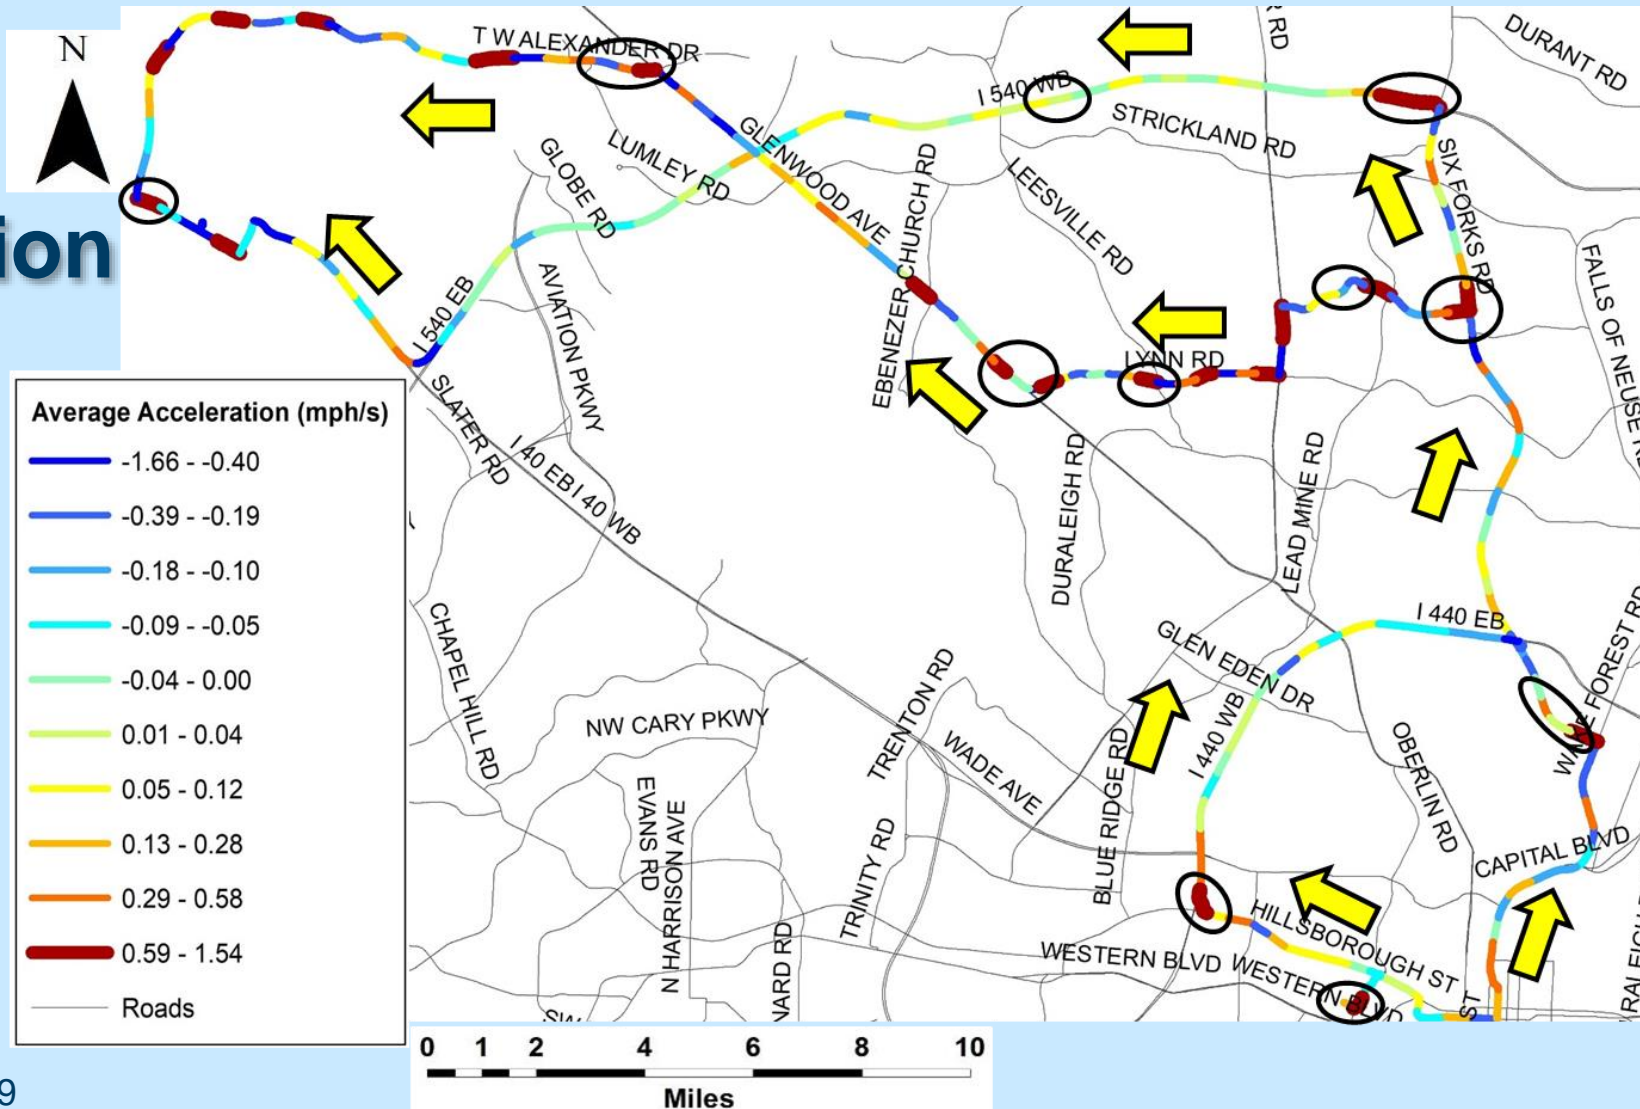 N
ion
T W ALEXANDER DR
I 540 WB
RD
DURANT RD
STRICKLAND RD
GLENWOOD AVE
LUMLEY RD
GLOBE RD
SIX FORKS RD
LEESVILLE RD
EBENEZER CHURCH RD
FALLS OF NEUSE
AVIATION PKWY
I 540 EB
LYNN RD
SLATER RD
I 40 EB I 40 WB
DURALEIGH RD
LEAD MINE RD
CHAPEL HILL RD
I 440 EB
WAKE FOREST RD
GLEN EDEN DR
I 440 WB
NW CARY PKWY
TRENTON RD
WADE AVE
BLUE RIDGE RD
OBERLIN RD
EVANS RD
N HARRISON AVE
TRINITY RD
CAPITAL BLVD
HILLSBOROUGH ST
WESTERN BLVD
WESTERN BLVD
NARD RD
SW
ST
Average Acceleration (mph/s)
-1.66 - -0.40
-0.39 - -0.19
-0.18 - -0.10
-0.09 - -0.05
-0.04 - 0.00
0.01 - 0.04
0.05 - 0.12
0.13 - 0.28
0.29 - 0.58
0.59 - 1.54
Roads
0 1 2 4 6 8 10
Miles
9